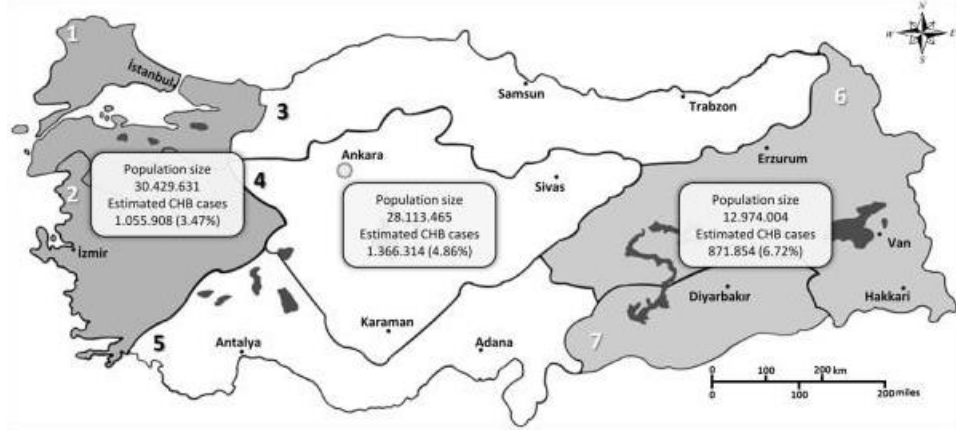 1
İstanbul
N
W E
S
3
Samsun
Trabzon
6
Ankara
Erzurum
2
4
Sivas
Population size
30.429.631
Estimated CHB cases
1.055.908 (3.47%)
Population size
28.113.465
Estimated CHB cases
1.366.314 (4.86%)
Population size
12.974.004
Estimated CHB cases
871.854 (6.72%)
İzmir
Van
Diyarbakır
Hakkari
Karaman
5
Antalya
Adana
7
0 100 200 km
0 100 200 miles